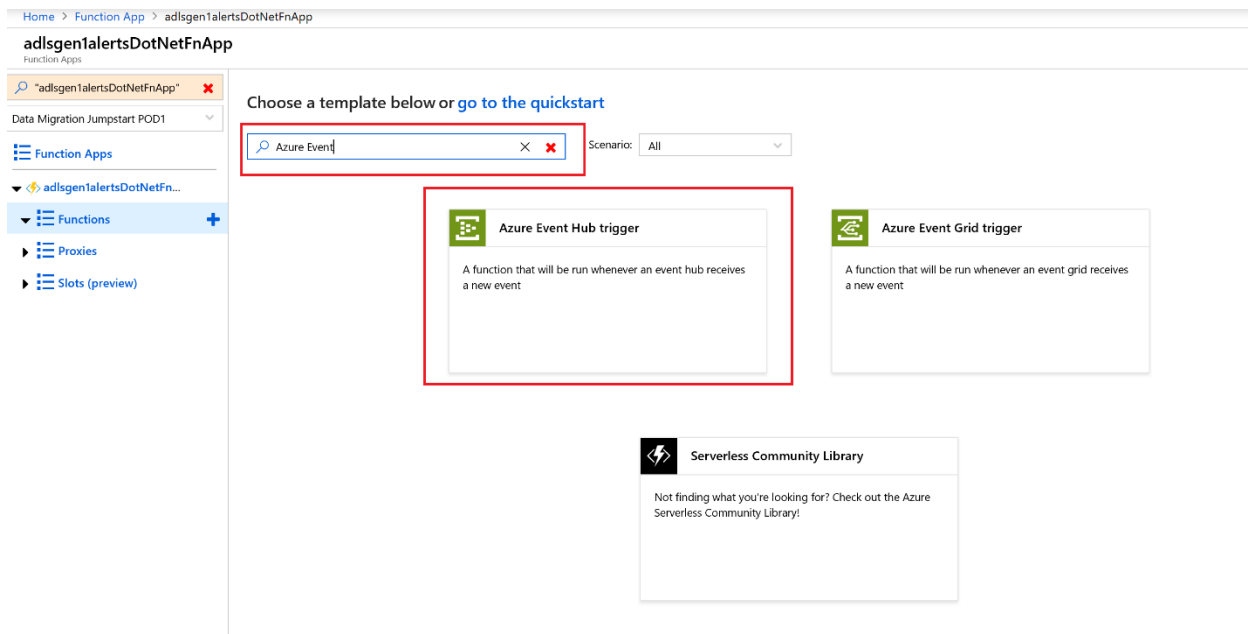 Home > Function App > adlsgen1alertsDotNetFnApp
adlsgen1alertsDotNetFnApp
Function Apps
"adlsgen1alertsDotNetFnApp"
Data Migration Jumpstart POD1
Function Apps
adlsgen1alertsDotNetFn...
Functions
Proxies
Slots (preview)
Choose a template below or go to the quickstart
Azure Event
Scenario: All
Azure Event Hub trigger
A function that will be run whenever an event hub receives
a new event
Azure Event Grid trigger
A function that will be run whenever an event grid receives
a new event
Serverless Community Library
Not finding what you're looking for? Check out the Azure
Serverless Community Library!